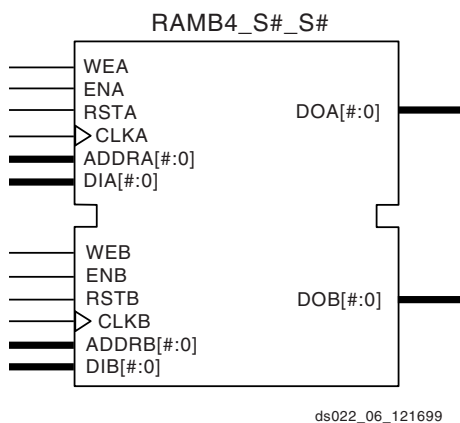 RAMB4_S#_S#
WEA
ENA
RSTA
DOA[#:0]
CLKA
ADDRA[#:0]
DIA[#:0]
WEB
ENB
RSTB
DOB[#:0]
CLKB
ADDRB[#:0]
DIB[#:0]
ds022_06_121699